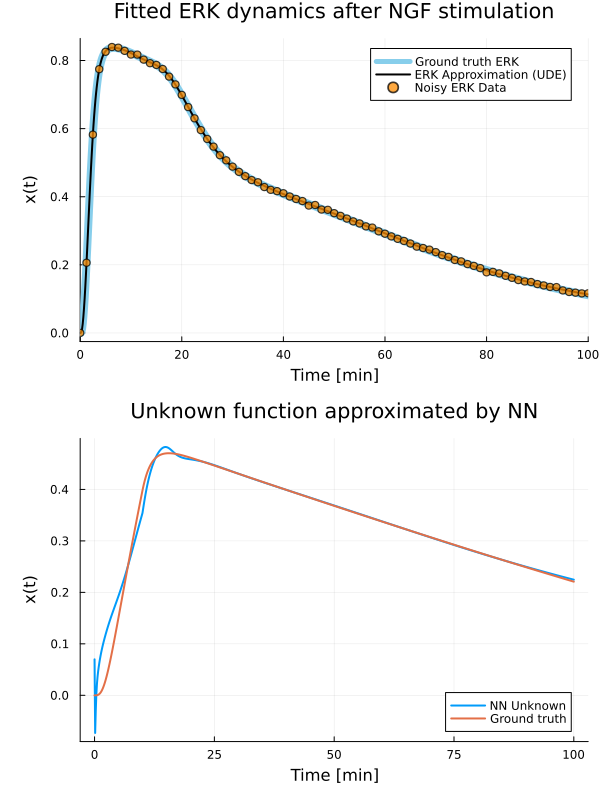 Fitted ERK dynamics after NGF stimulation
Ground truth ERK
ERK Approximation (UDE)
Noisy ERK Data
x(t)
0.8
0.6
0.4
0.2
0.0
0 20 40 60 80 100
Time [min]
Unknown function approximated by NN
x(t)
0.4
0.3
0.2
0.1
0.0
NN Unknown
Ground truth
0 25 50 75 100
Time [min]